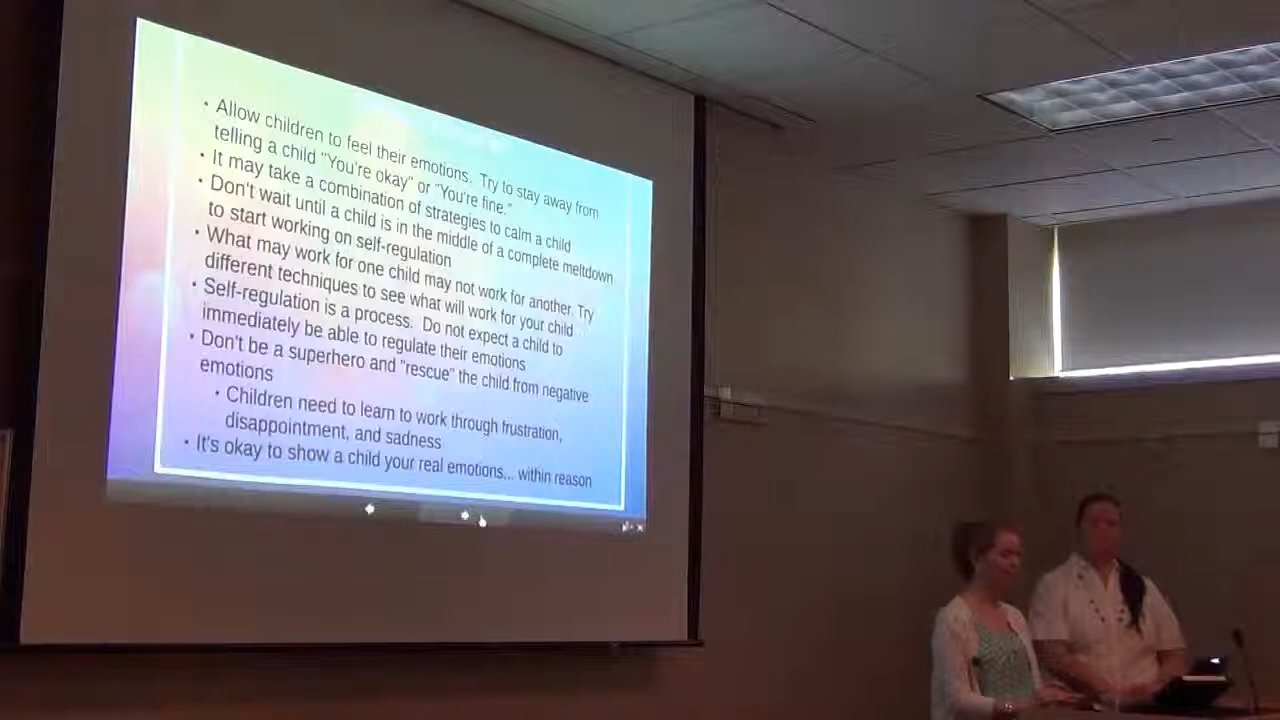 • Allow children to feel their emotions. Try to stay away from
telling a child "You're okay" or "You're fine."
• It may take a combination of strategies to calm a child
• Don't wait until a child is in the middle of a complete meltdown
to start working on self-regulation
• What may work for one child may not work for another. Try
different techniques to see what will work for your child
• Self-regulation is a process. Do not expect a child to
immediately be able to regulate their emotions
• Don't be a superhero and "rescue" the child from negative
emotions
• Children need to learn to work through frustration,
disappointment, and sadness
• It's okay to show a child your real emotions... within reason